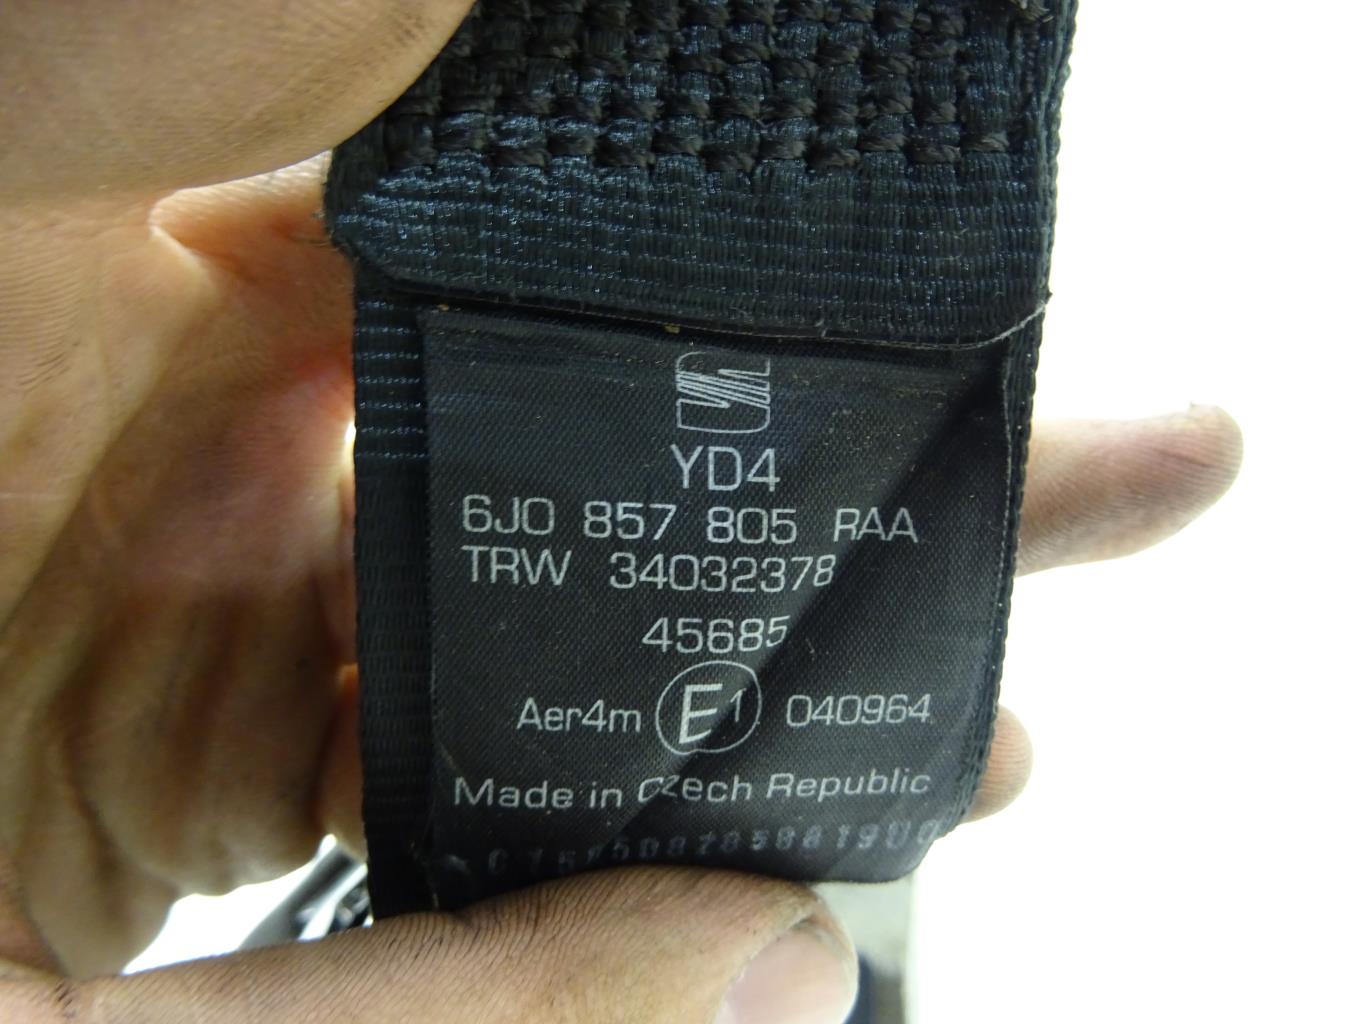 YD4
6J0 857 805 RAA
TRW 34032378
45685
Aer4m E1 040964
Made in Czech Republic